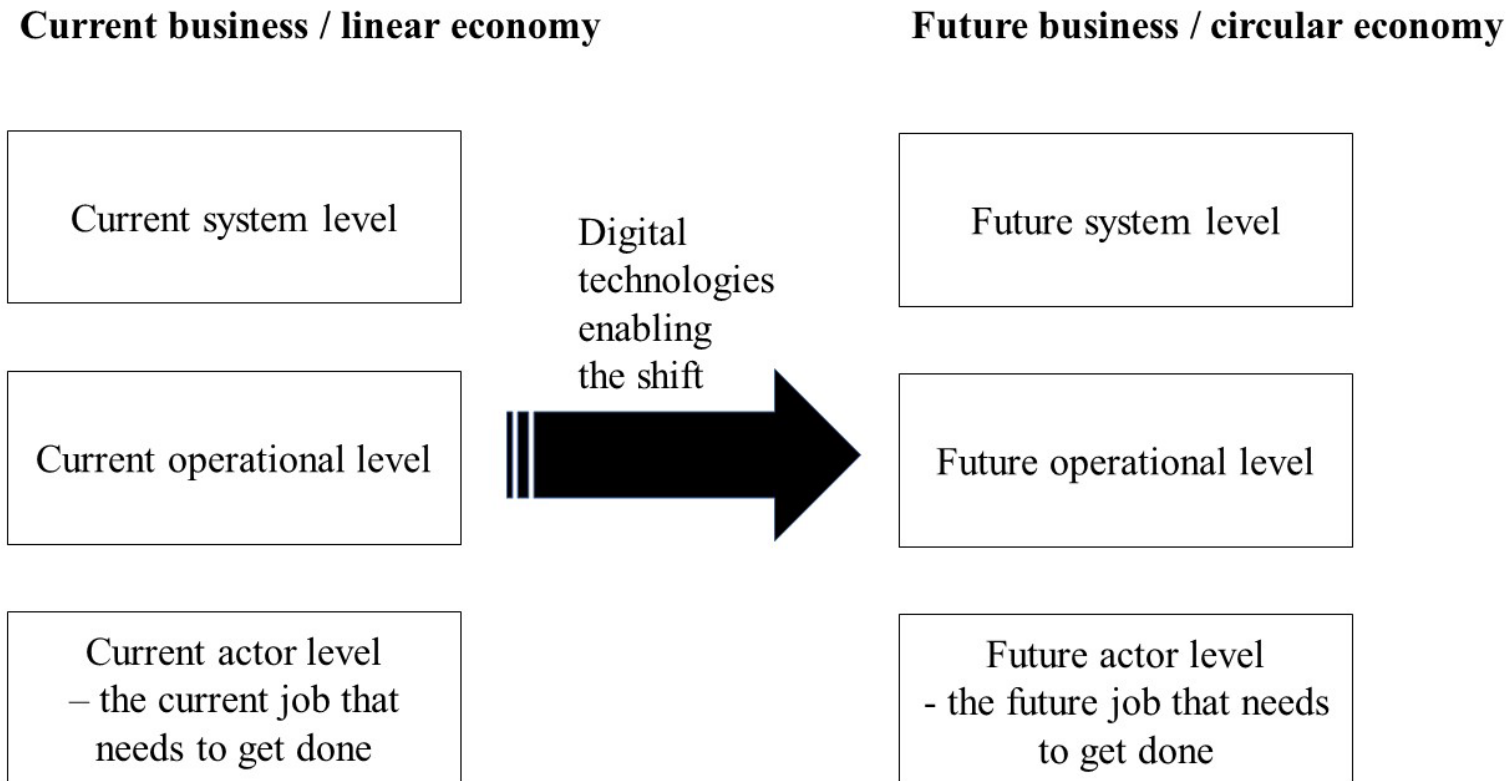 Current business / linear economy
Future business / circular economy
Current system level
Digital
technologies
enabling
the shift
Future system level
Current operational level
Future operational level
Current actor level
– the current job that
needs to get done
Future actor level
- the future job that needs
to get done